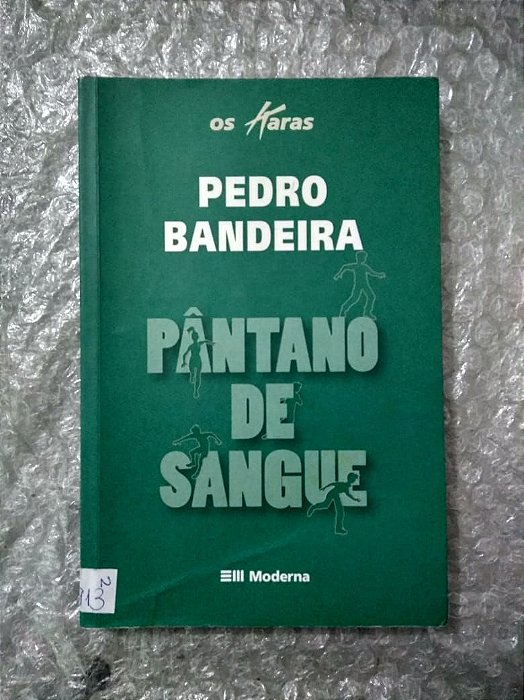 os Karas
PEDRO
BANDEIRA
PÂNTANO
DE
SANGUE
Moderna